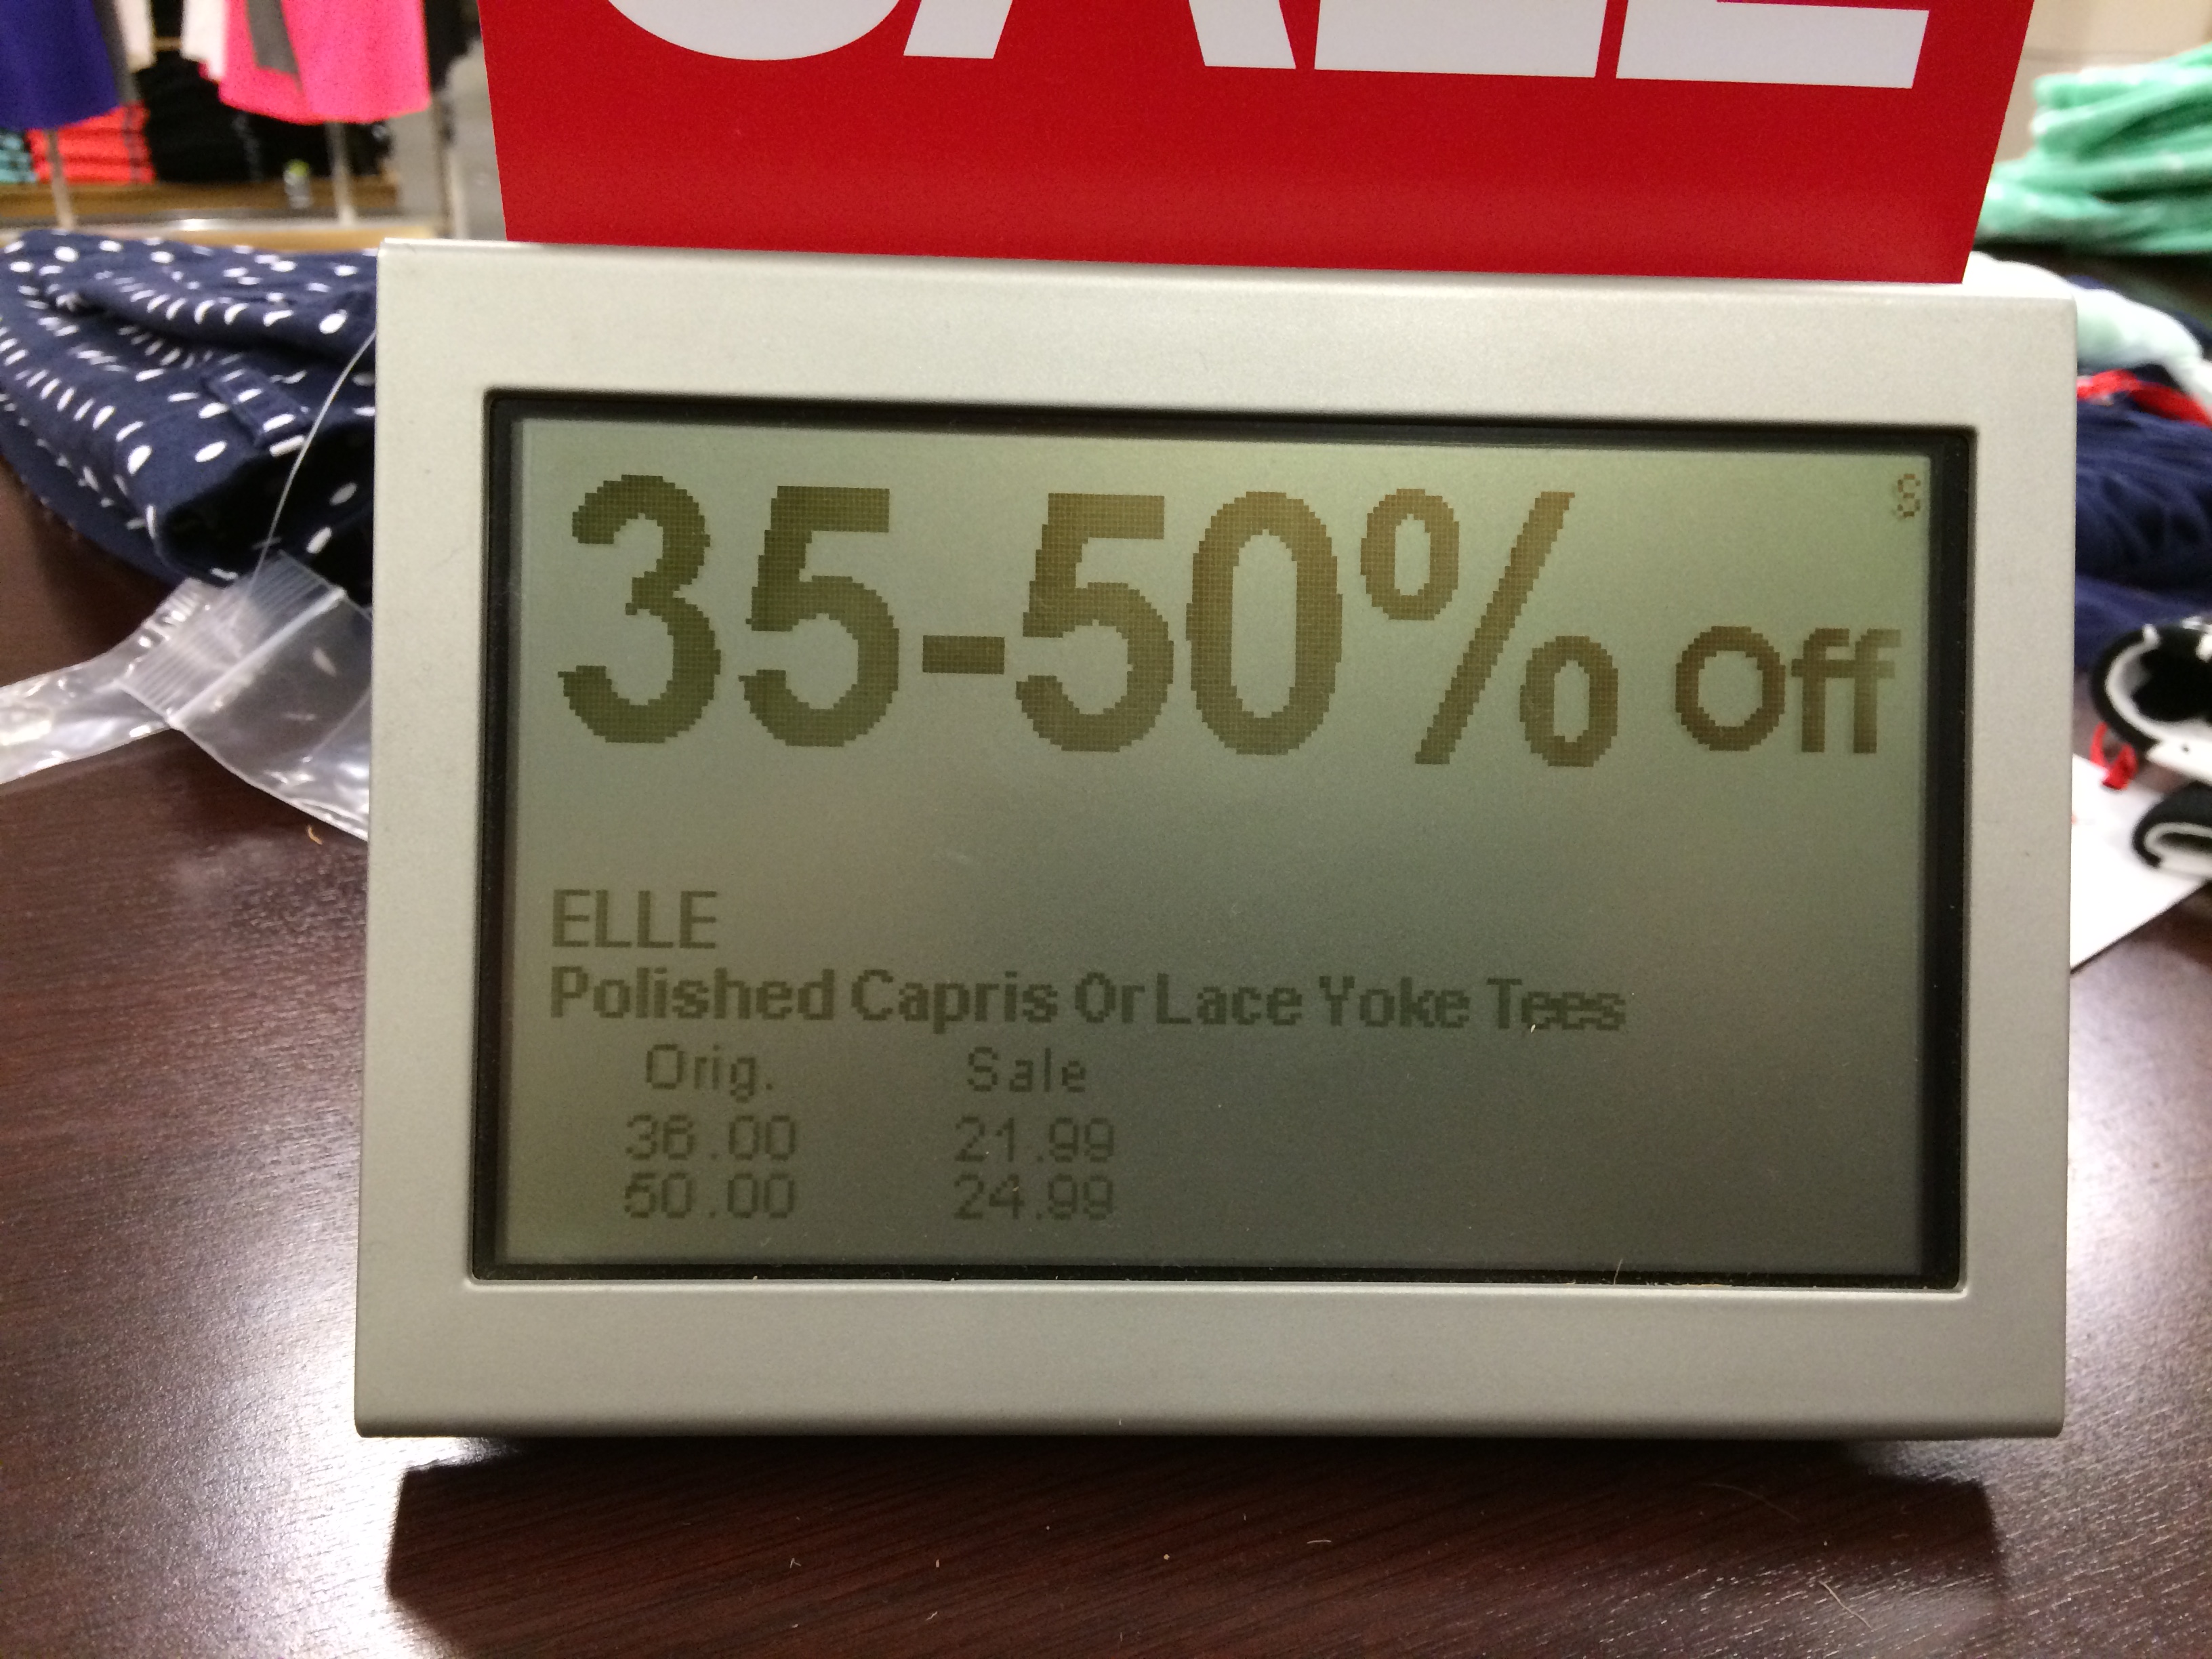 SALE
35-50% Off
S
ELLE
Polished Capris Or Lace Yoke Tees
Orig. Sale
36.00 21.99
50.00 24.99